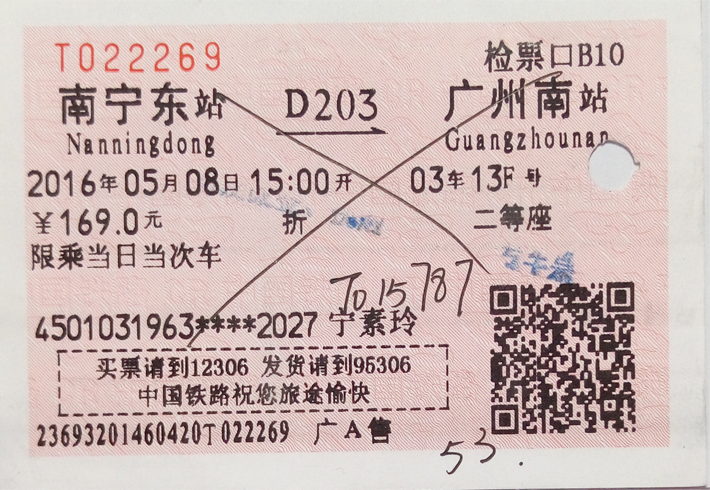 T022269 检票口B10
南宁东站 D203 广州南站
Nanningdong Guangzhounan
2016年05月08日 15:00开 03车13F号
￥169.0元 折 二等座
限乘当日当次车
T015787
4501031963****2027 宁素玲
买票请到12306 发货请到95306
中国铁路祝您旅途愉快
23693201460420T022269 广A售
53.